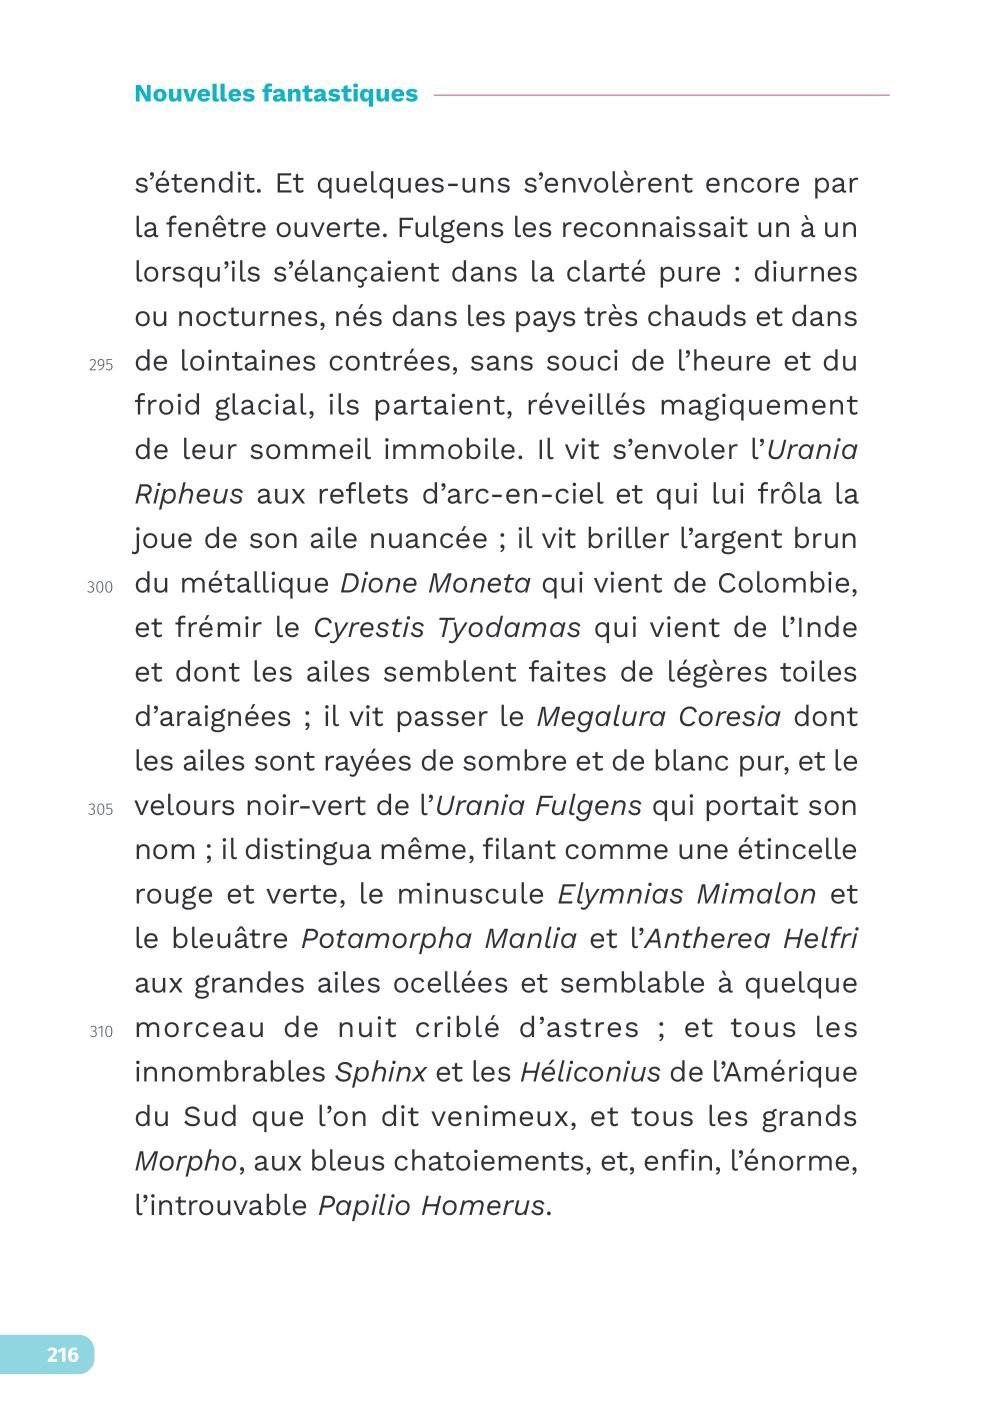 Nouvelles fantastiques
s’étendit. Et quelques-uns s’envolèrent encore par
la fenêtre ouverte. Fulgens les reconnaissait un à un
lorsqu’ils s’élançaient dans la clarté pure : diurnes
ou nocturnes, nés dans les pays très chauds et dans
295 de lointaines contrées, sans souci de l’heure et du
froid glacial, ils partaient, réveillés magiquement
de leur sommeil immobile. Il vit s’envoler l’Urania
Ripheus aux reflets d’arc-en-ciel et qui lui frôla la
joue de son aile nuancée ; il vit briller l’argent brun
300 du métallique Dione Moneta qui vient de Colombie,
et frémir le Cyrestis Tyodamas qui vient de l’Inde
et dont les ailes semblent faites de légères toiles
d’araignées ; il vit passer le Megalura Coresia dont
les ailes sont rayées de sombre et de blanc pur, et le
305 velours noir-vert de l’Urania Fulgens qui portait son
nom ; il distingua même, filant comme une étincelle
rouge et verte, le minuscule Elymnias Mimalon et
le bleuâtre Potamorpha Manlia et l’Antherea Helfri
aux grandes ailes ocellées et semblable à quelque
310 morceau de nuit criblé d’astres ; et tous les
innombrables Sphinx et les Héliconius de l’Amérique
du Sud que l’on dit venimeux, et tous les grands
Morpho, aux bleus chatoiements, et, enfin, l’énorme,
l’introuvable Papilio Homerus.
216